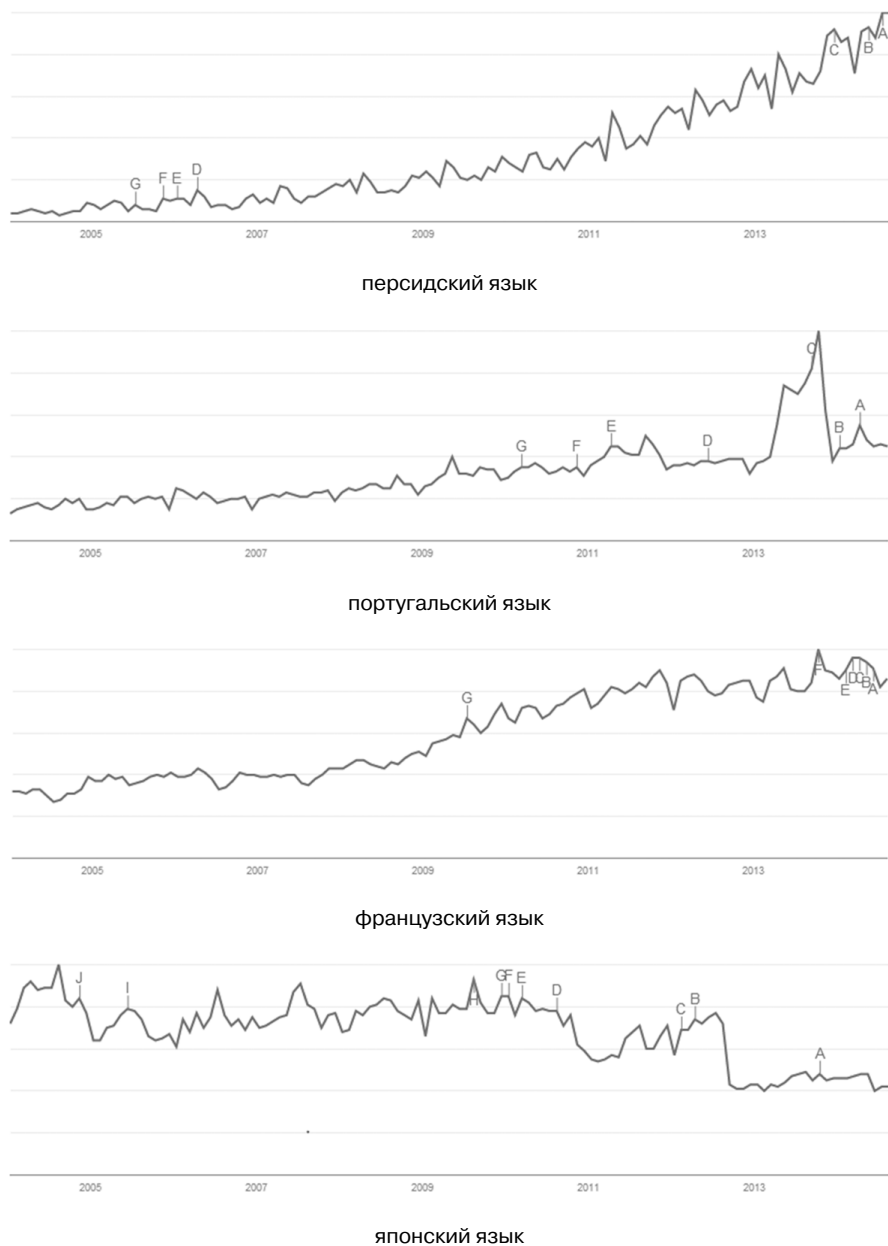 C B A
G F E D
2005 2007 2009 2011 2013
персидский язык
C
G F E D B A
2005 2007 2009 2011 2013
португальский язык
G F E D C B A
2005 2007 2009 2011 2013
французский язык
J I H G F E D C B A
2005 2007 2009 2011 2013
японский язык